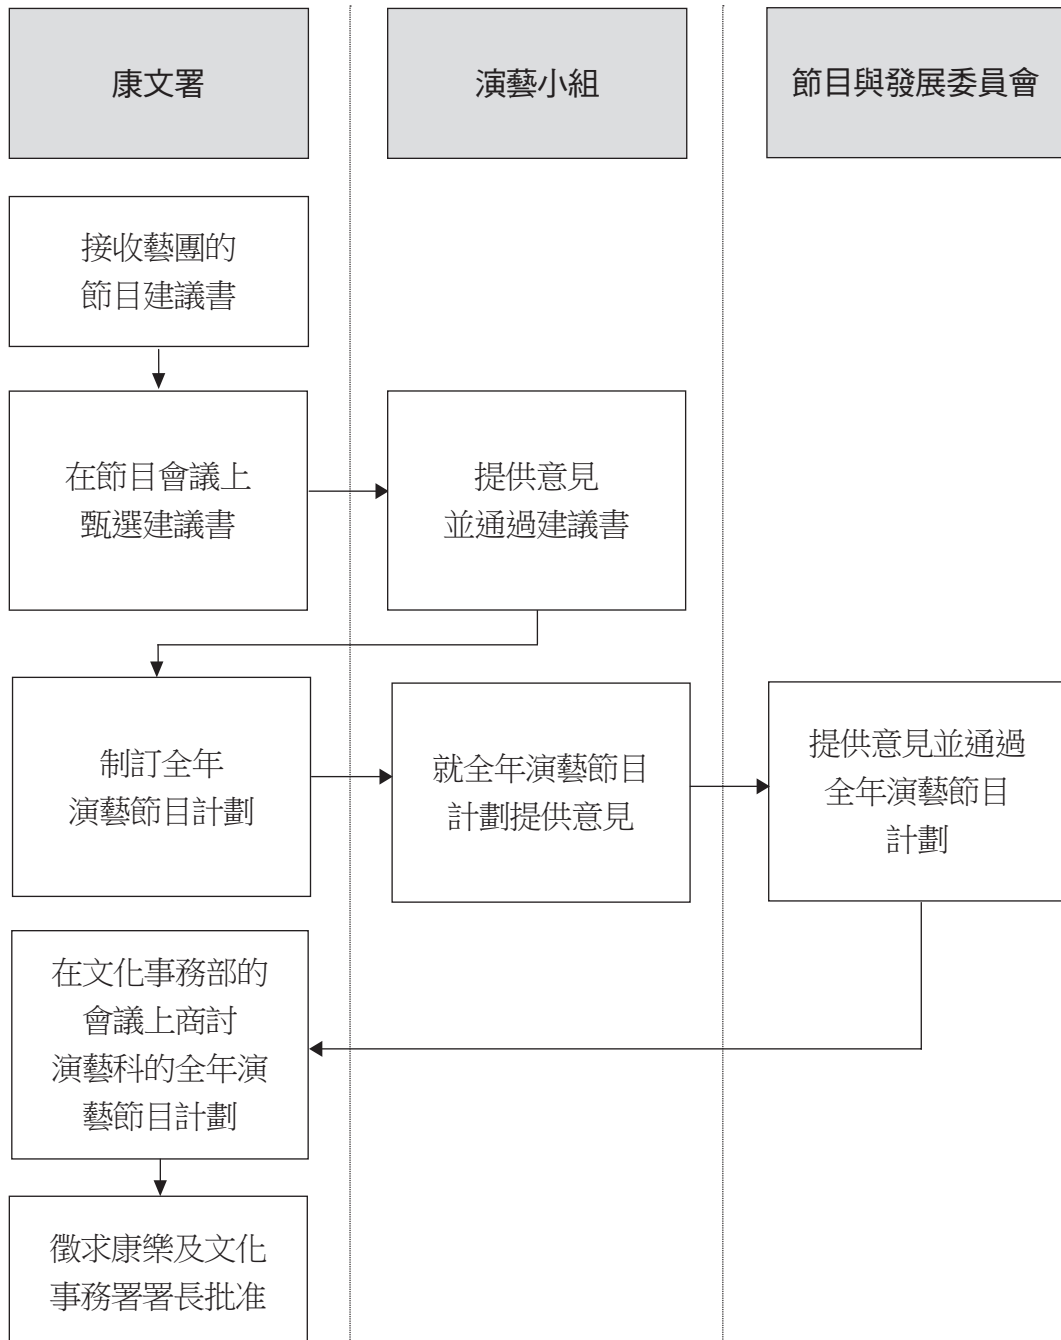 康文署
演藝小組
節目與發展委員會
接收藝團的
節目建議書
在節目會議上
甄選建議書
提供意見
並通過建議書
制訂全年
演藝節目計劃
就全年演藝節目
計劃提供意見
提供意見並通過
全年演藝節目
計劃
在文化事務部的
會議上商討
演藝科的全年演
藝節目計劃
徵求康樂及文化
事務署署長批准